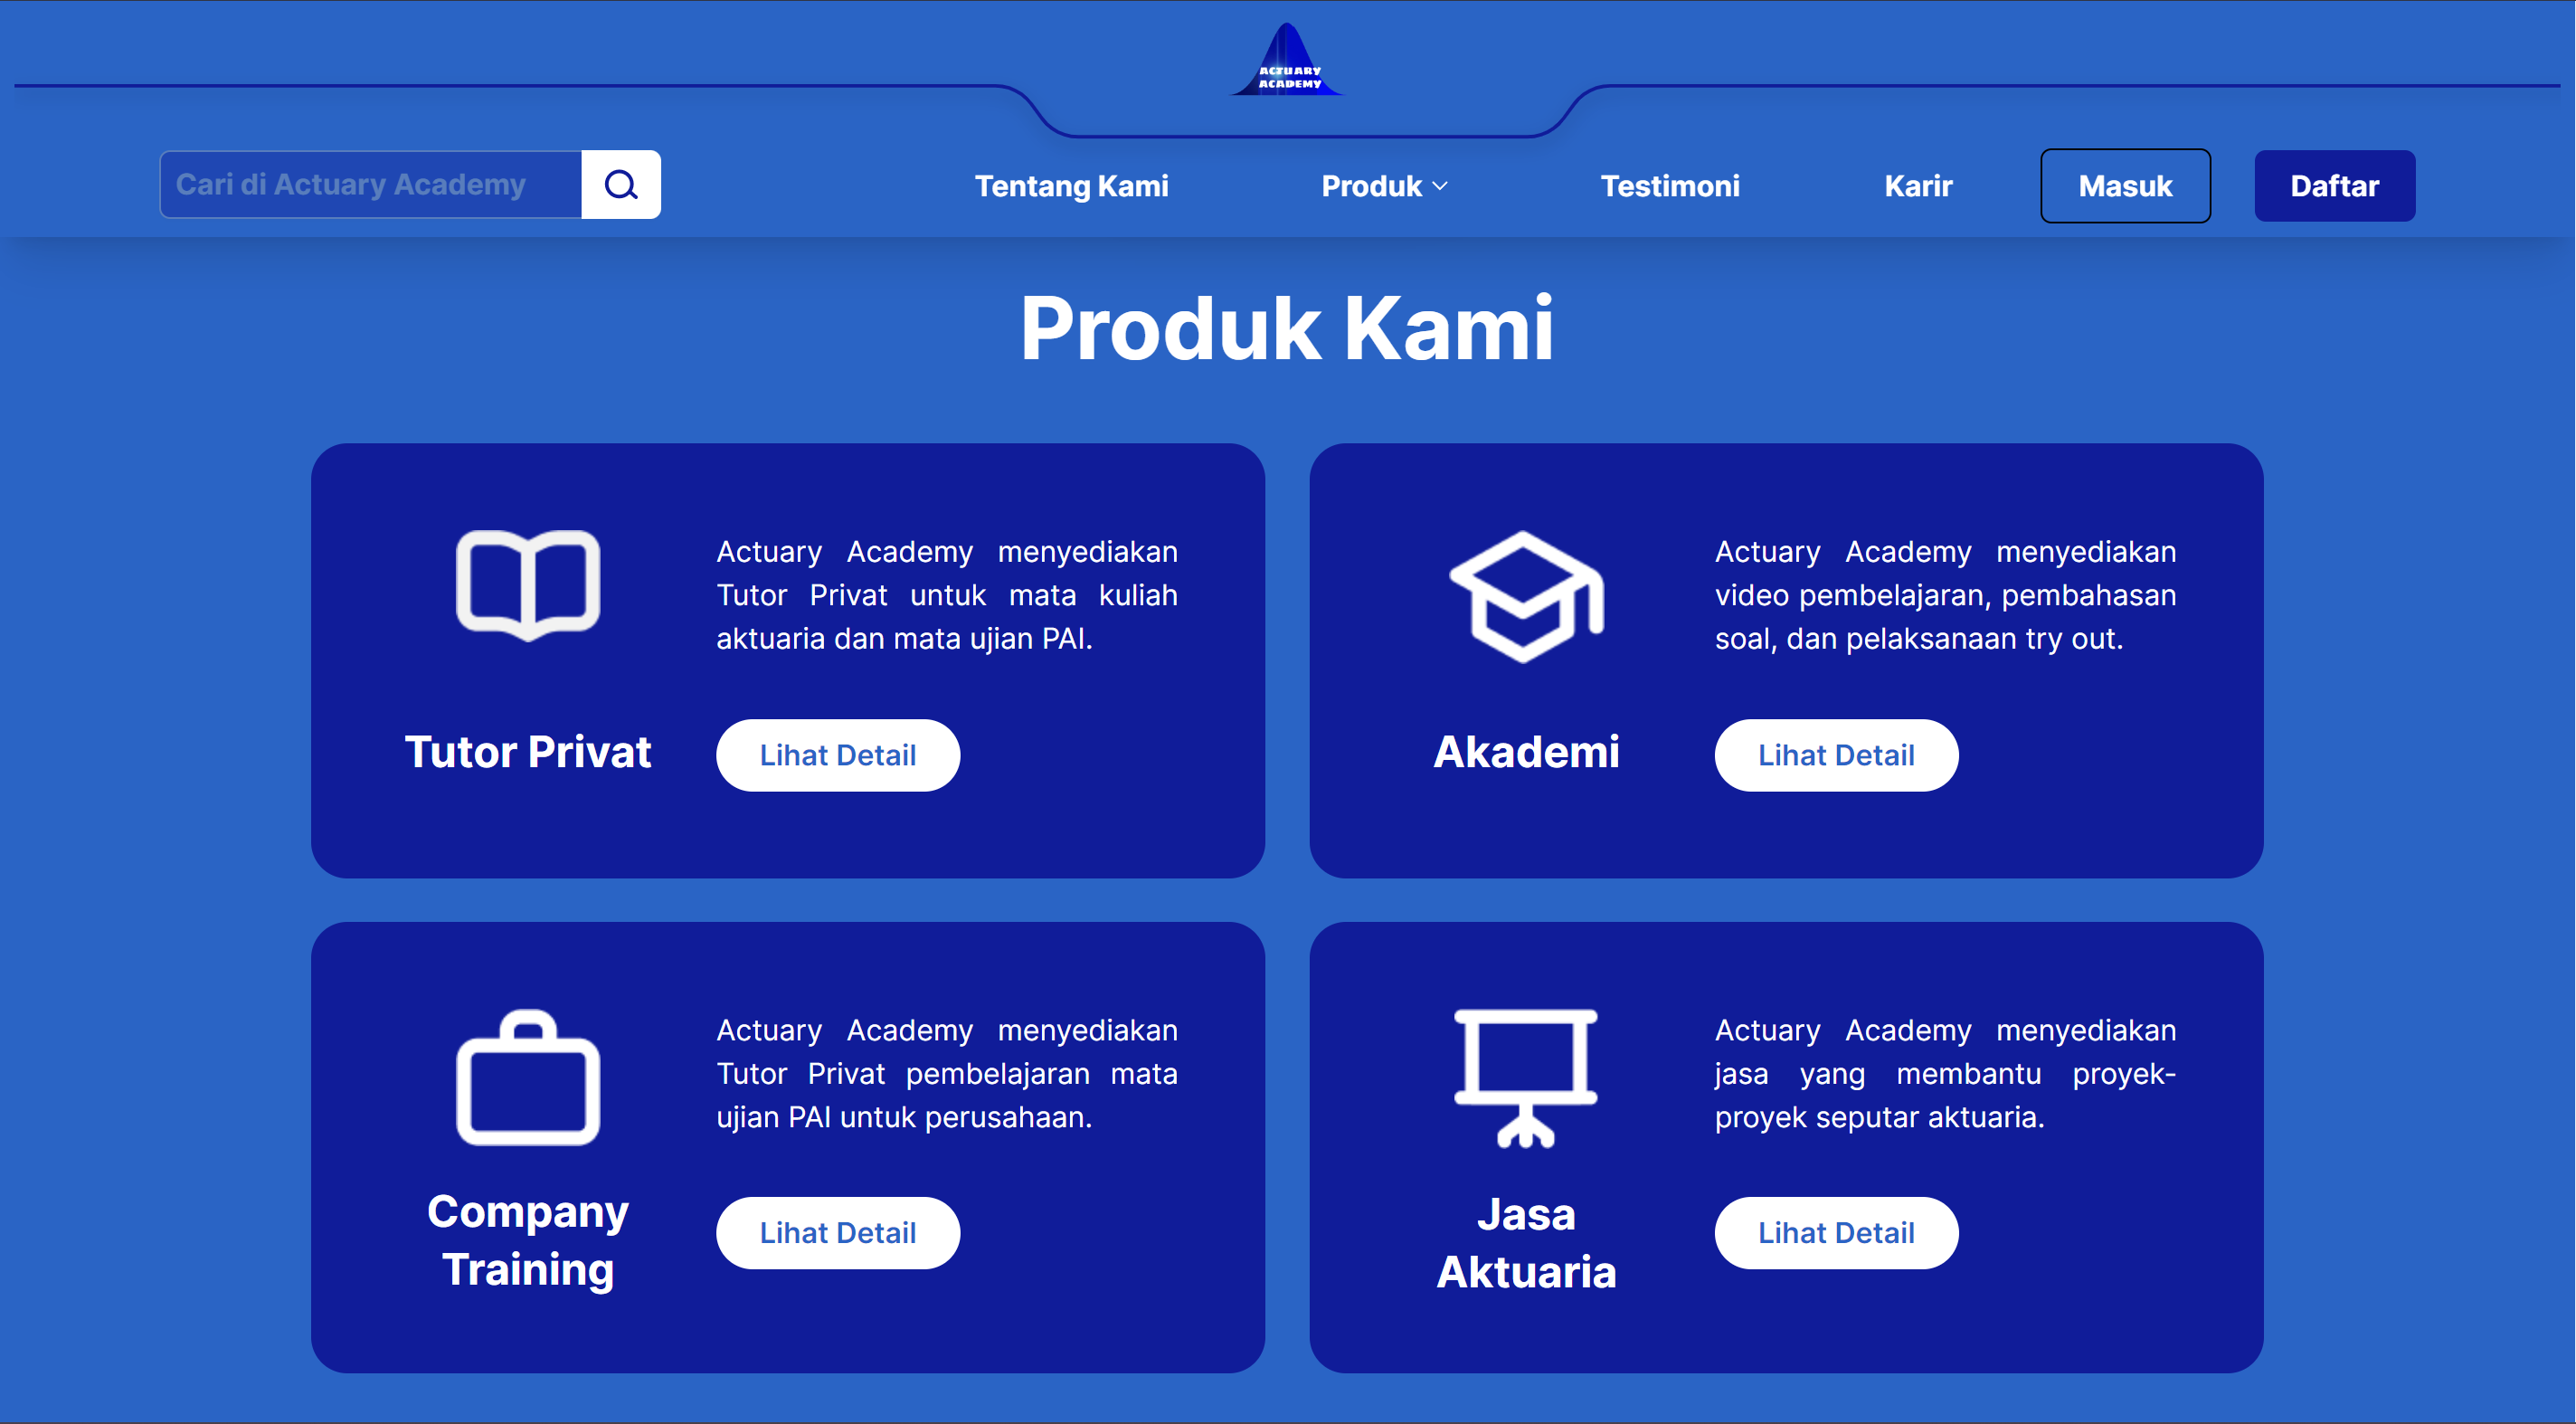 ACTUARY
ACADEMY
Cari di Actuary Academy
Tentang Kami
Produk
Testimoni
Karir
Masuk
Daftar
Produk Kami
Tutor Privat
Actuary Academy menyediakan
Tutor Privat untuk mata kuliah
aktuaria dan mata ujian PAI.
Lihat Detail
Akademi
Actuary Academy menyediakan
video pembelajaran, pembahasan
soal, dan pelaksanaan try out.
Lihat Detail
Company
Training
Actuary Academy menyediakan
Tutor Privat pembelajaran mata
ujian PAI untuk perusahaan.
Lihat Detail
Jasa
Aktuaria
Actuary Academy menyediakan
jasa yang membantu proyek-
proyek seputar aktuaria.
Lihat Detail